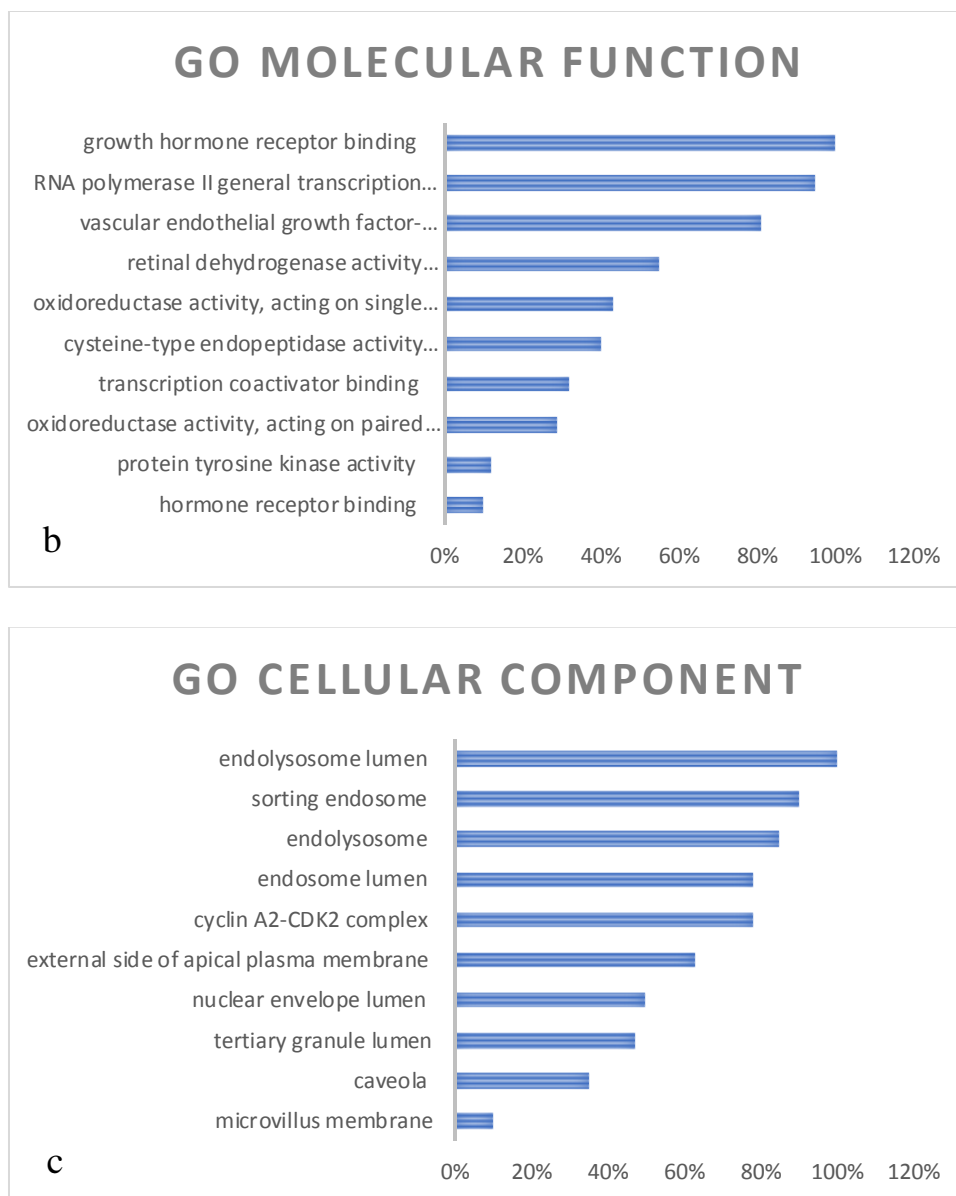 GO MOLECULAR FUNCTION
growth hormone receptor binding
RNA polymerase II general transcription...
vascular endothelial growth factor-...
retinal dehydrogenase activity...
oxidoreductase activity, acting on single...
cysteine-type endopeptidase activity...
transcription coactivator binding
oxidoreductase activity, acting on paired...
protein tyrosine kinase activity
hormone receptor binding
b
0% 20% 40% 60% 80% 100% 120%
GO CELLULAR COMPONENT
endolysosome lumen
sorting endosome
endolysosome
endosome lumen
cyclin A2-CDK2 complex
external side of apical plasma membrane
nuclear envelope lumen
tertiary granule lumen
caveola
microvillus membrane
c
0% 20% 40% 60% 80% 100% 120%